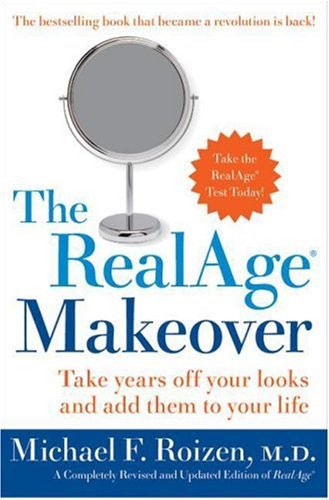 The bestselling book that became a revolution is back!
Take the
RealAge®
Test Today!
The
RealAge®
Makeover
Take years off your looks
and add them to your life
Michael F. Roizen, M.D.
A Completely Revised and Updated Edition of RealAge®